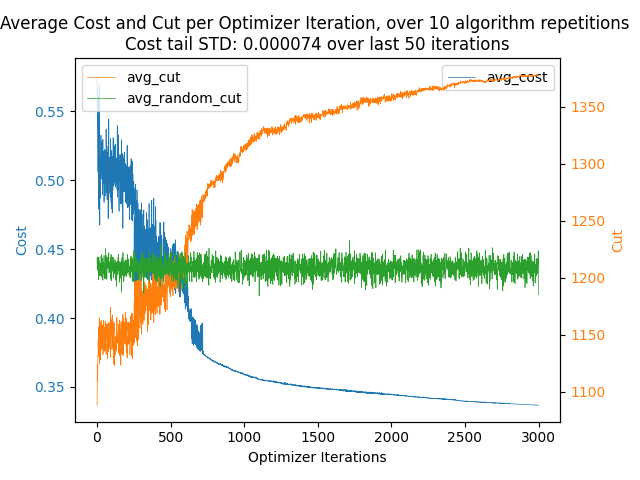 Average Cost and Cut per Optimizer Iteration, over 10 algorithm repetitions
Cost tail STD: 0.000074 over last 50 iterations
avg_cut
avg_random_cut
avg_cost
0.55
0.50
0.45
0.40
0.35
Cost
1350
1300
1250
1200
1150
1100
Cut
0 500 1000 1500 2000 2500 3000
Optimizer Iterations